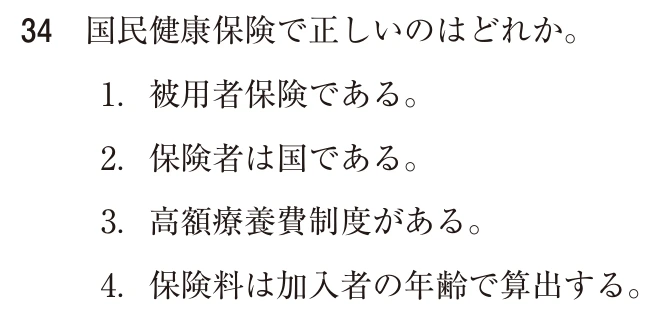 34 国民健康保険で正しいのはどれか。
1. 被用者保険である。
2. 保険者は国である。
3. 高額療養費制度がある。
4. 保険料は加入者の年齢で算出する。